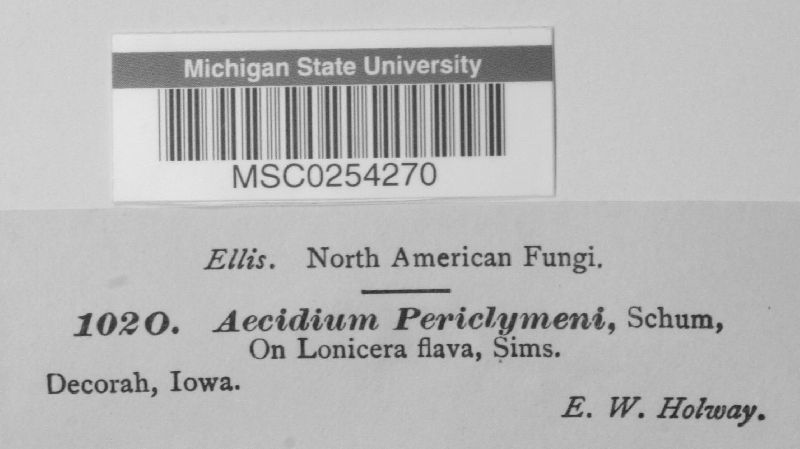 Michigan State University
MSC0254270
Ellis. North American Fungi.
1020. Aecidium Periclymeni, Schum,
On Lonicera flava, Sims.
Decorah, Iowa.
E. W. Holway.